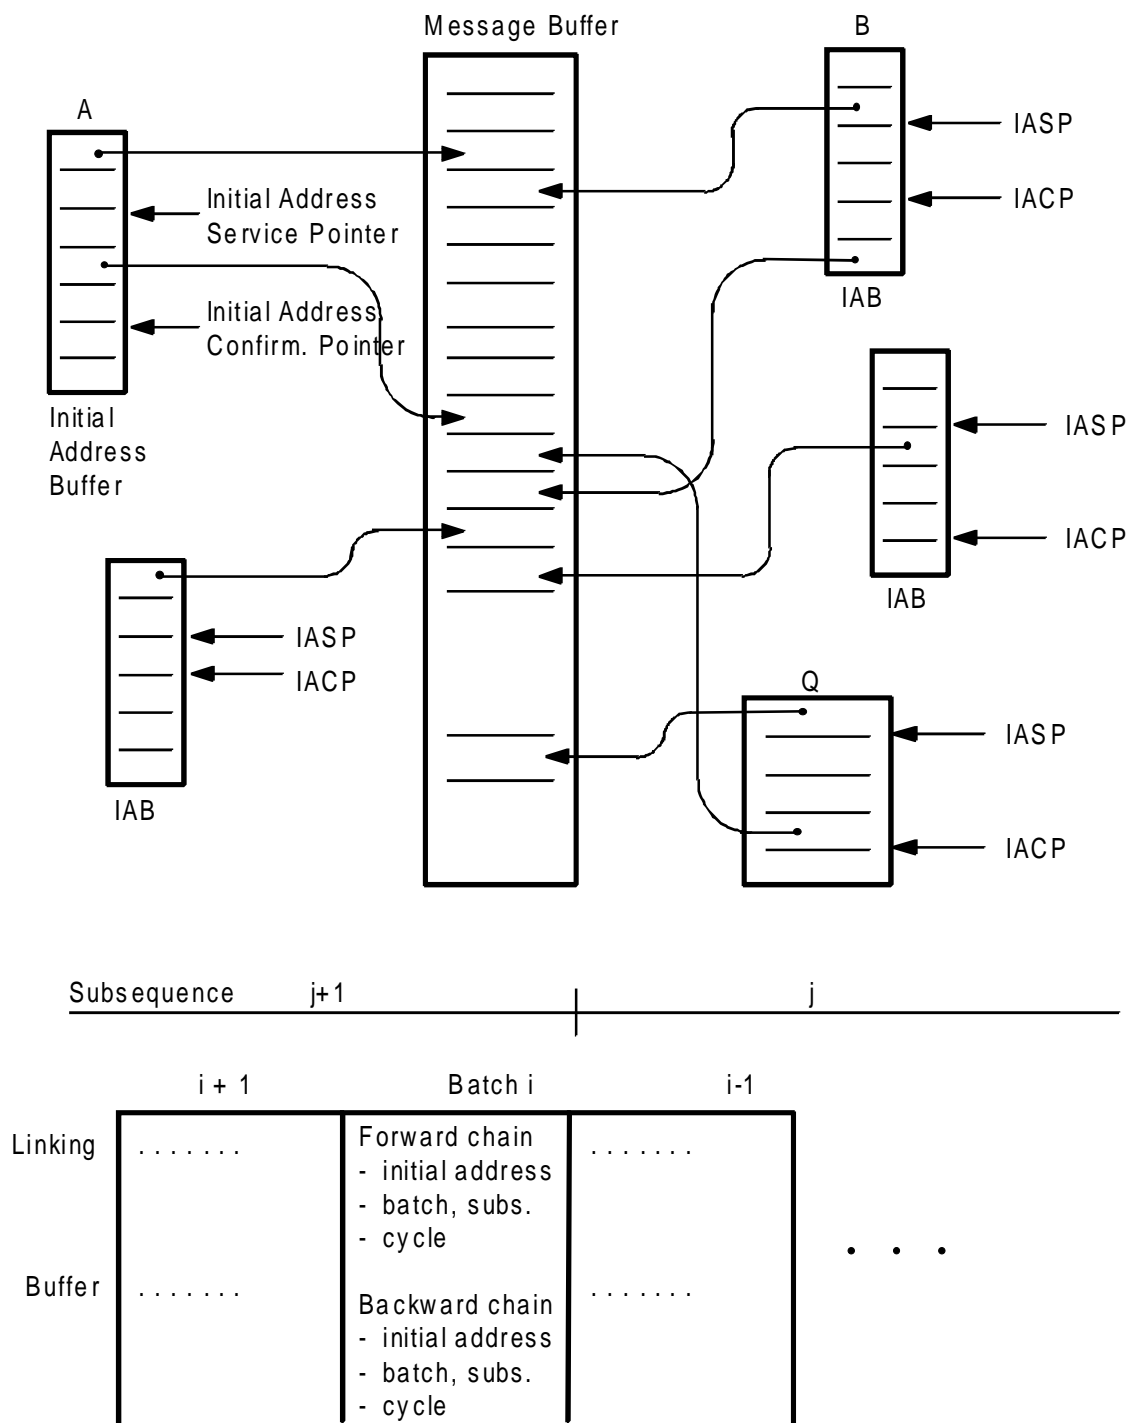 Message Buffer
B
A
IASP
Initial Address
Service Pointer
IACP
IAB
Initial Address
Confirm. Pointer
Initial
Address
Buffer
IASP
IACP
IAB
IASP
IACP
IAB
Q
IASP
IACP
Subsequence j+1 j
i + 1 Batch i i-1
Linking . . . . . . . Forward chain . . . . . . .
- initial address
- batch, subs.
- cycle
. . .
Buffer . . . . . . . . . . . . . .
Backward chain
- initial address
- batch, subs.
- cycle